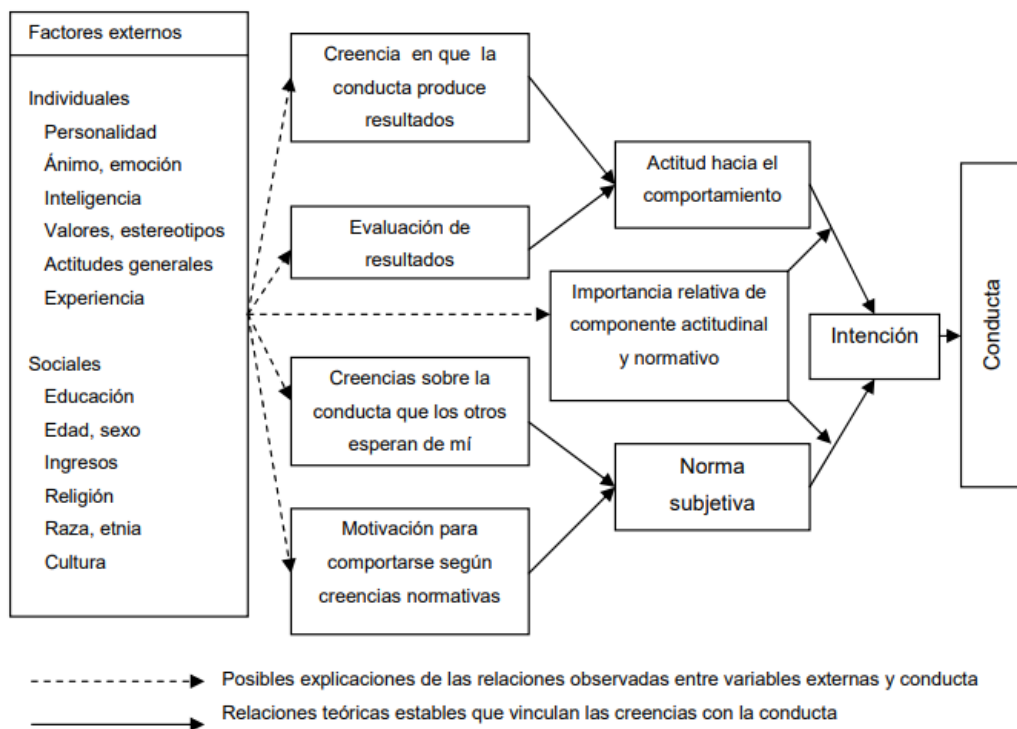 Factores externos
Individuales
Personalidad
Ánimo, emoción
Inteligencia
Valores, estereotipos
Actitudes generales
Experiencia
Sociales
Educación
Edad, sexo
Ingresos
Religión
Raza, etnia
Cultura
Creencia en que la
conducta produce
resultados
Evaluación de
resultados
Creencias sobre la
conducta que los otros
esperan de mí
Motivación para
comportarse según
creencias normativas
Actitud hacia el
comportamiento
Importancia relativa de
componente actitudinal
y normativo
Norma
subjetiva
Intención
Conducta
Posibles explicaciones de las relaciones observadas entre variables externas y conducta
Relaciones teóricas estables que vinculan las creencias con la conducta